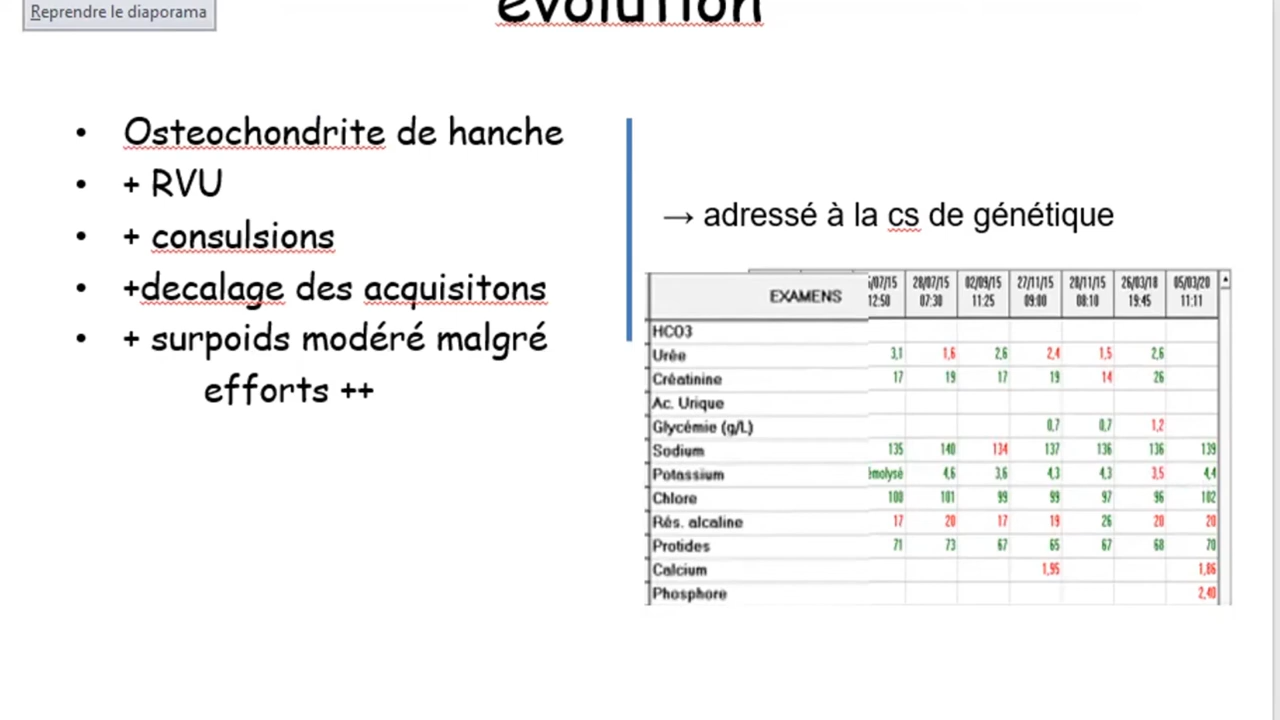 Reprendre le diaporama
évolution
• Osteochondrite de hanche
• + RVU
• + consulsions
• +decalage des acquisitons
• + surpoids modéré malgré
efforts ++
→ adressé à la cs de génétique
EXAMENS /07/15 12:50 28/07/15 07:30 02/09/15 11:25 27/11/15 09:00 28/11/15 08:10 26/03/18 19:45 05/03/20 11:11
HCO3
Urée 3,1 1,6 2,6 2,4 1,5 2,6
Créatinine 17 19 17 19 14 26
Ac. Urique
Glycémie (g/L) 0,7 0,7 1,2
Sodium 135 140 134 137 136 136 139
Potassium émolysé 4,6 3,6 4,3 4,3 3,5 4,4
Chlore 100 101 99 99 97 96 102
Rés. alcaline 17 20 17 19 26 20 20
Protides 71 73 67 65 67 68 70
Calcium 1,95 1,86
Phosphore 2,40